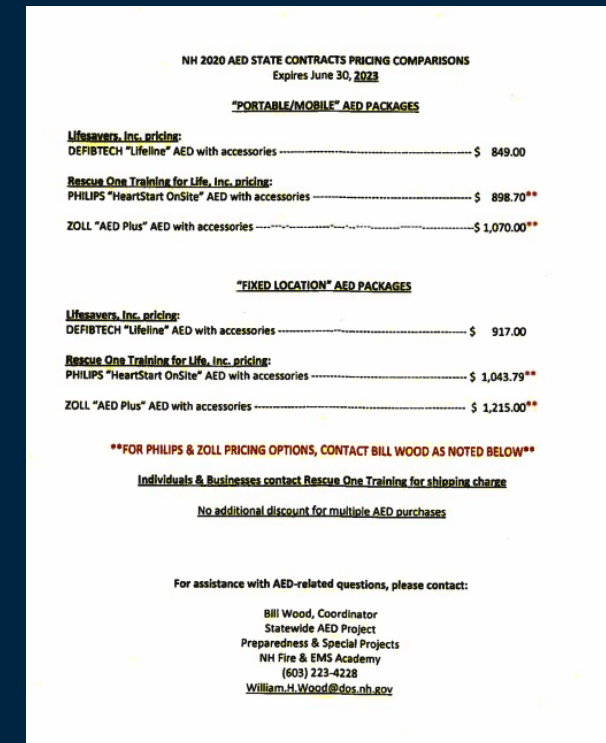 NH 2020 AED STATE CONTRACTS PRICING COMPARISONS
Expires June 30, 2023
"PORTABLE/MOBILE" AED PACKAGES
Lifesavers, Inc. pricing:
DEFIBTECH "Lifeline" AED with accessories ---------------------------------------------------- $ 849.00
Rescue One Training for Life, Inc. pricing:
PHILIPS "HeartStart OnSite" AED with accessories ------------------------------------------- $ 898.70**
ZOLL "AED Plus" AED with accessories -----------------------------------------------------------$ 1,070.00**
"FIXED LOCATION" AED PACKAGES
Lifesavers, Inc. pricing:
DEFIBTECH "Lifeline" AED with accessories ---------------------------------------------------- $ 917.00
Rescue One Training for Life, Inc. pricing:
PHILIPS "HeartStart OnSite" AED with accessories ------------------------------------------- $ 1,043.79**
ZOLL "AED Plus" AED with accessories ----------------------------------------------------------- $ 1,215.00**
**FOR PHILIPS & ZOLL PRICING OPTIONS, CONTACT BILL WOOD AS NOTED BELOW**
Individuals & Businesses contact Rescue One Training for shipping charge
No additional discount for multiple AED purchases
For assistance with AED-related questions, please contact:
Bill Wood, Coordinator
Statewide AED Project
Preparedness & Special Projects
NH Fire & EMS Academy
(603) 223-4228
William.H.Wood@dos.nh.gov